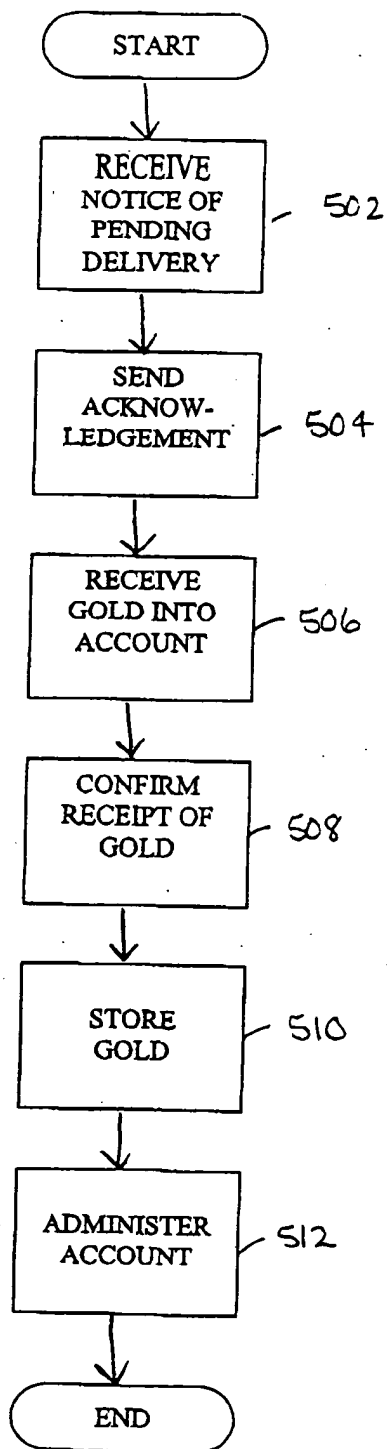 START
RECEIVE
NOTICE OF
PENDING
DELIVERY
502
SEND
ACKNOW-
LEDGEMENT
504
RECEIVE
GOLD INTO
ACCOUNT
506
CONFIRM
RECEIPT OF
GOLD
508
STORE
GOLD
510
ADMINISTER
ACCOUNT
512
END